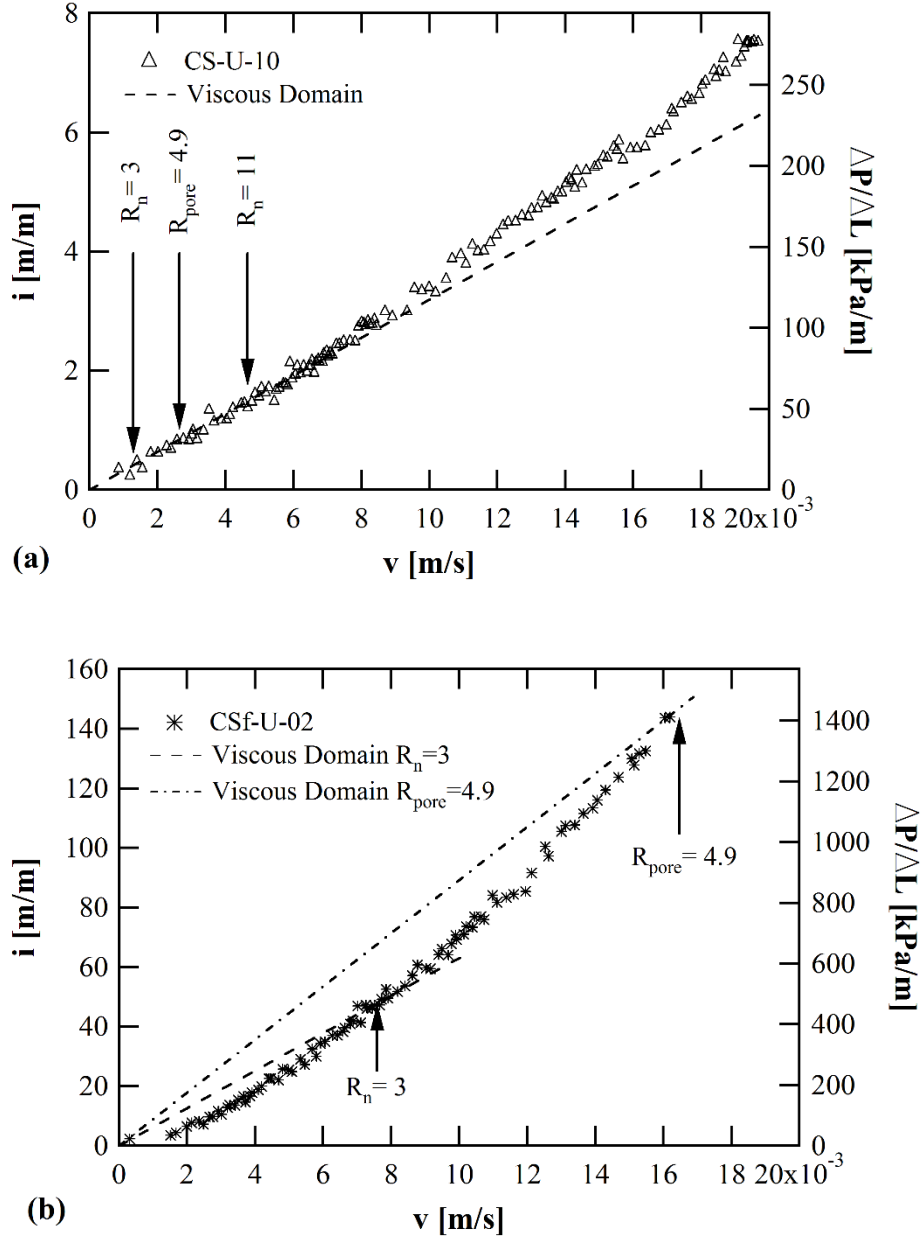 8
6
4
2
0
i [m/m]
CS-U-10
Viscous Domain
Rn= 3
Rpore= 4.9
Rn= 11
250
200
150
100
50
0
ΔP/ΔL [kPa/m]
0 2 4 6 8 10 12 14 16 18 20x10-3
(a)
v [m/s]
160
140
120
100
80
60
40
20
0
i [m/m]
CSf-U-02
Viscous Domain Rn=3
Viscous Domain Rpore=4.9
Rpore= 4.9
Rn= 3
1400
1200
1000
800
600
400
200
0
ΔP/ΔL [kPa/m]
0 2 4 6 8 10 12 14 16 18 20x10-3
(b)
v [m/s]